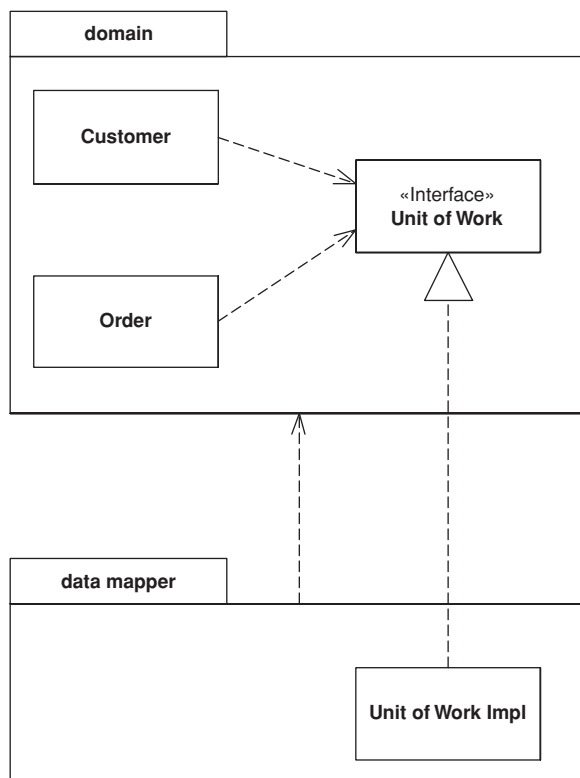 domain
Customer
«Interface»
Unit of Work
Order
data mapper
Unit of Work Impl